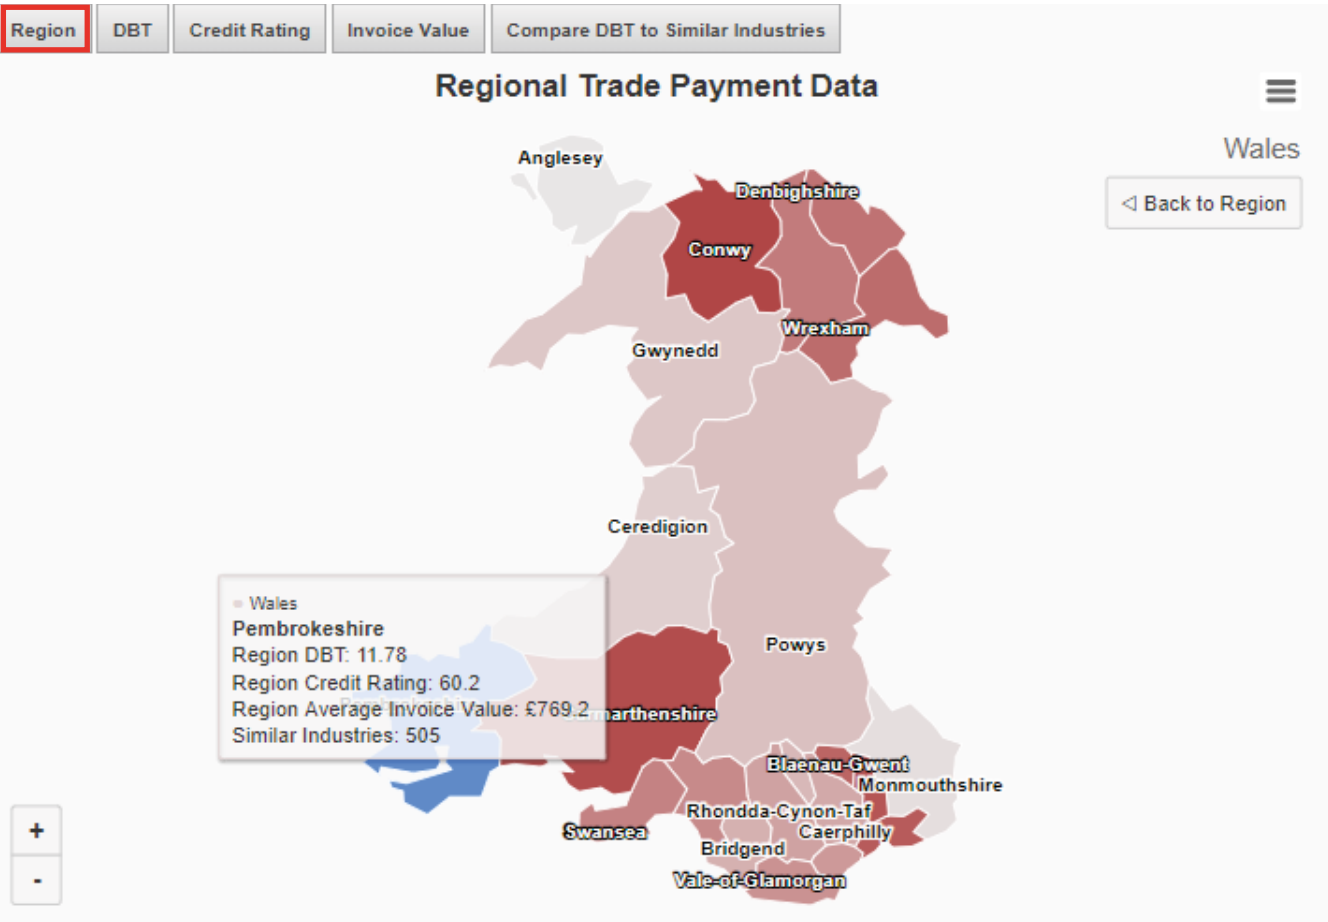 Region DBT Credit Rating Invoice Value Compare DBT to Similar Industries
Regional Trade Payment Data
Wales
◁ Back to Region
Anglesey
Denbighshire
Conwy
Wrexham
Gwynedd
Ceredigion
Wales
Pembrokeshire
Region DBT: 11.78
Region Credit Rating: 60.2
Region Average Invoice Value: £769.2
Similar Industries: 505
Powys
marthenshire
Blaenau-Gwent
Monmouthshire
Rhondda-Cynon-Taf
Swansea
Caerphilly
Bridgend
Vale-of-Glamorgan
+
-